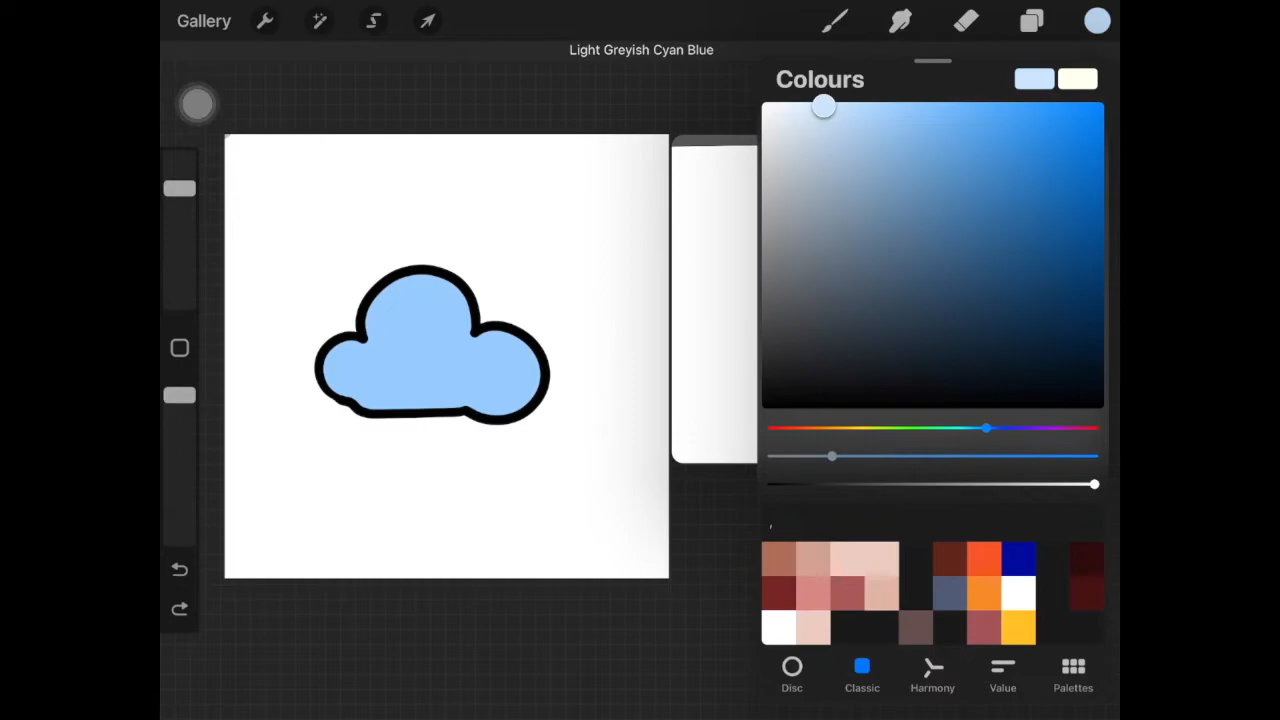 Gallery
Light Greyish Cyan Blue
Colours
Disc
Classic
Harmony
Value
Palettes